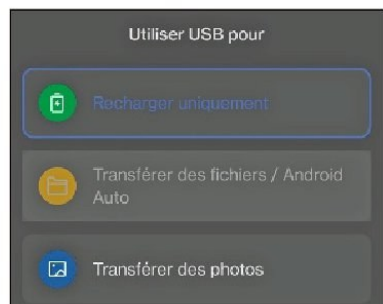 Utiliser USB pour
Recharger uniquement
Transférer des fichiers / Android
Auto
Transférer des photos